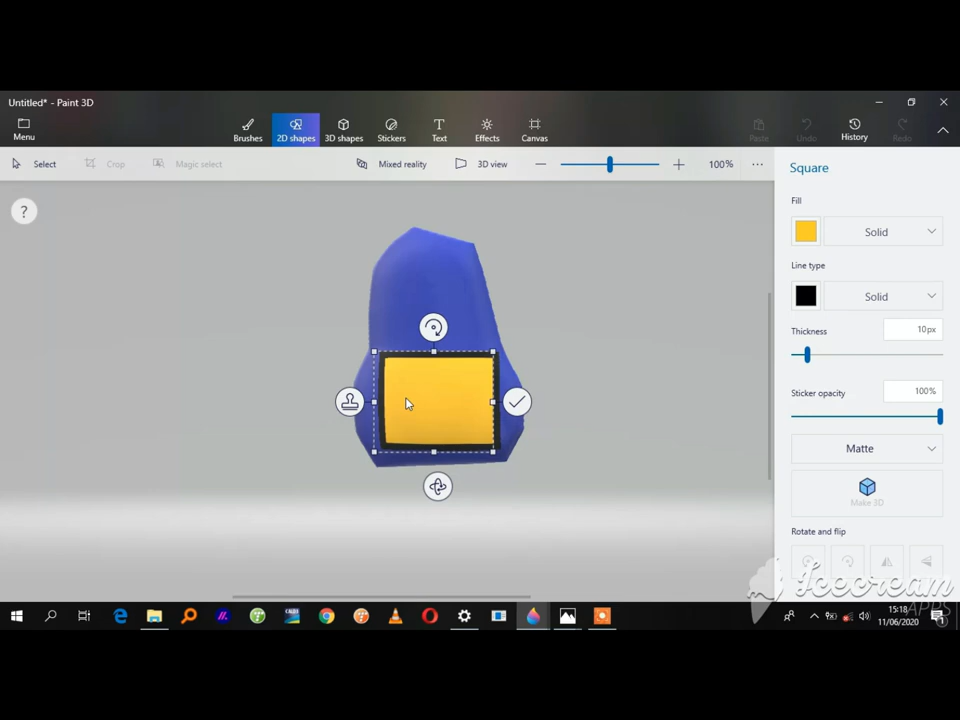 Untitled* - Paint 3D
Menu
Brushes
2D shapes
3D shapes
Stickers
Text
Effects
Canvas
Paste
Undo
History
Redo
Select
Crop
Magic select
Mixed reality
3D view
100%
Square
?
Fill
Solid
Line type
Solid
Thickness
10px
Sticker opacity
100%
Matte
Make 3D
Rotate and flip
Icecream
APPS
15:18
11/06/2020